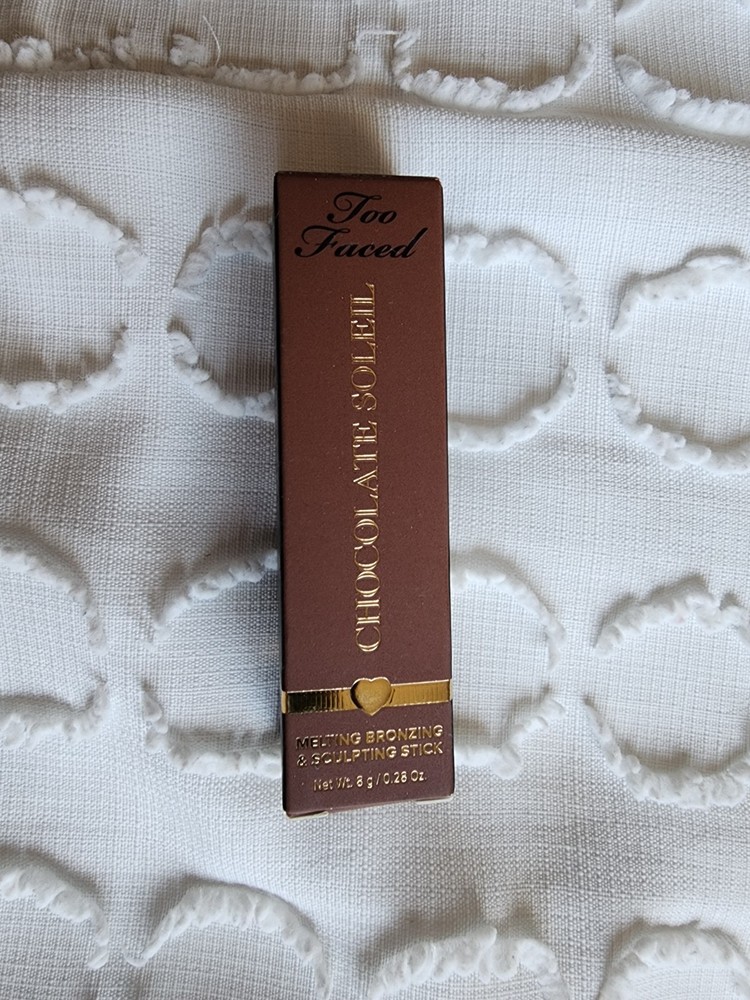 Too
Faced
CHOCOLATE SOLEIL
MELTING BRONZING
& SCULPTING STICK
Net Wt. 8 g / 0.28 Oz.